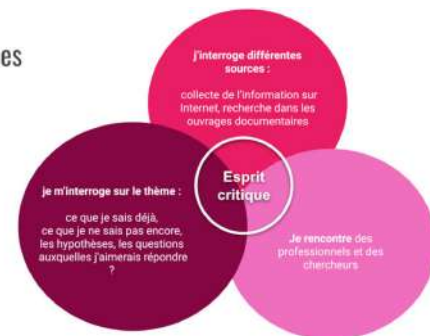 es
j'interroge différentes
sources :
collecte de l'information sur
Internet, recherche dans les
ouvrages documentaires
Esprit
critique
je m'interroge sur le thème :
ce que je sais déjà,
ce que je ne sais pas encore,
les hypothèses, les questions
auxquelles j'aimerais répondre
?
Je rencontre des
professionnels et des
chercheurs